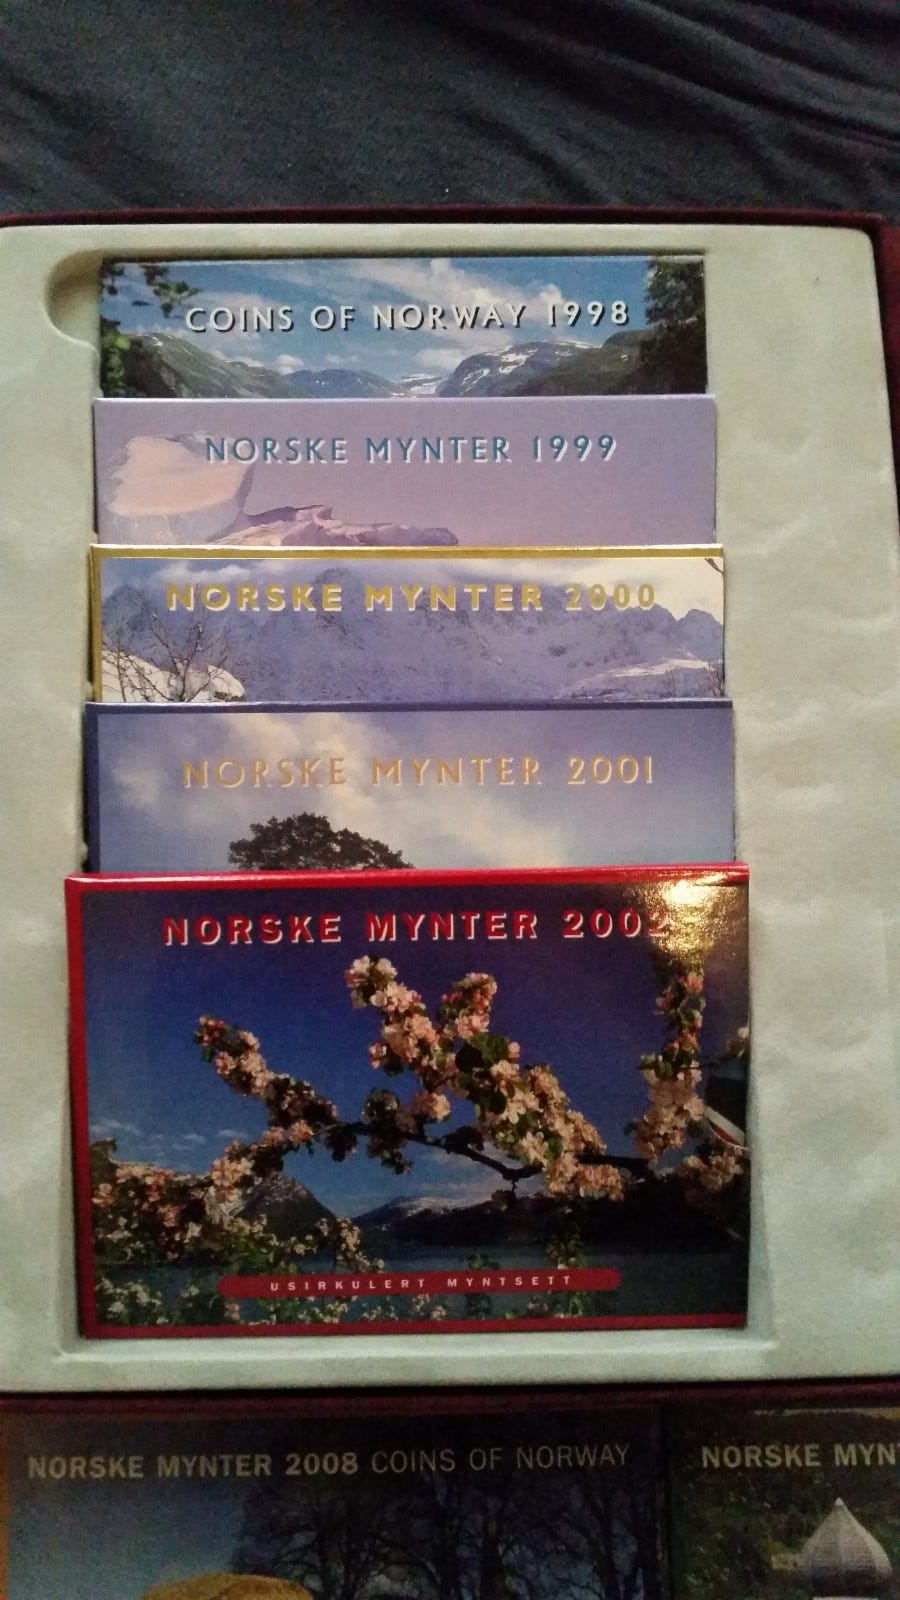 COINS OF NORWAY 1998
NORSKE MYNTER 1999
NORSKE MYNTER 2000
NORSKE MYNTER 2001
NORSKE MYNTER 2002
USIRKULERT MYNTSETT
NORSKE MYNTER 2008 COINS OF NORWAY
NORSKE MYN